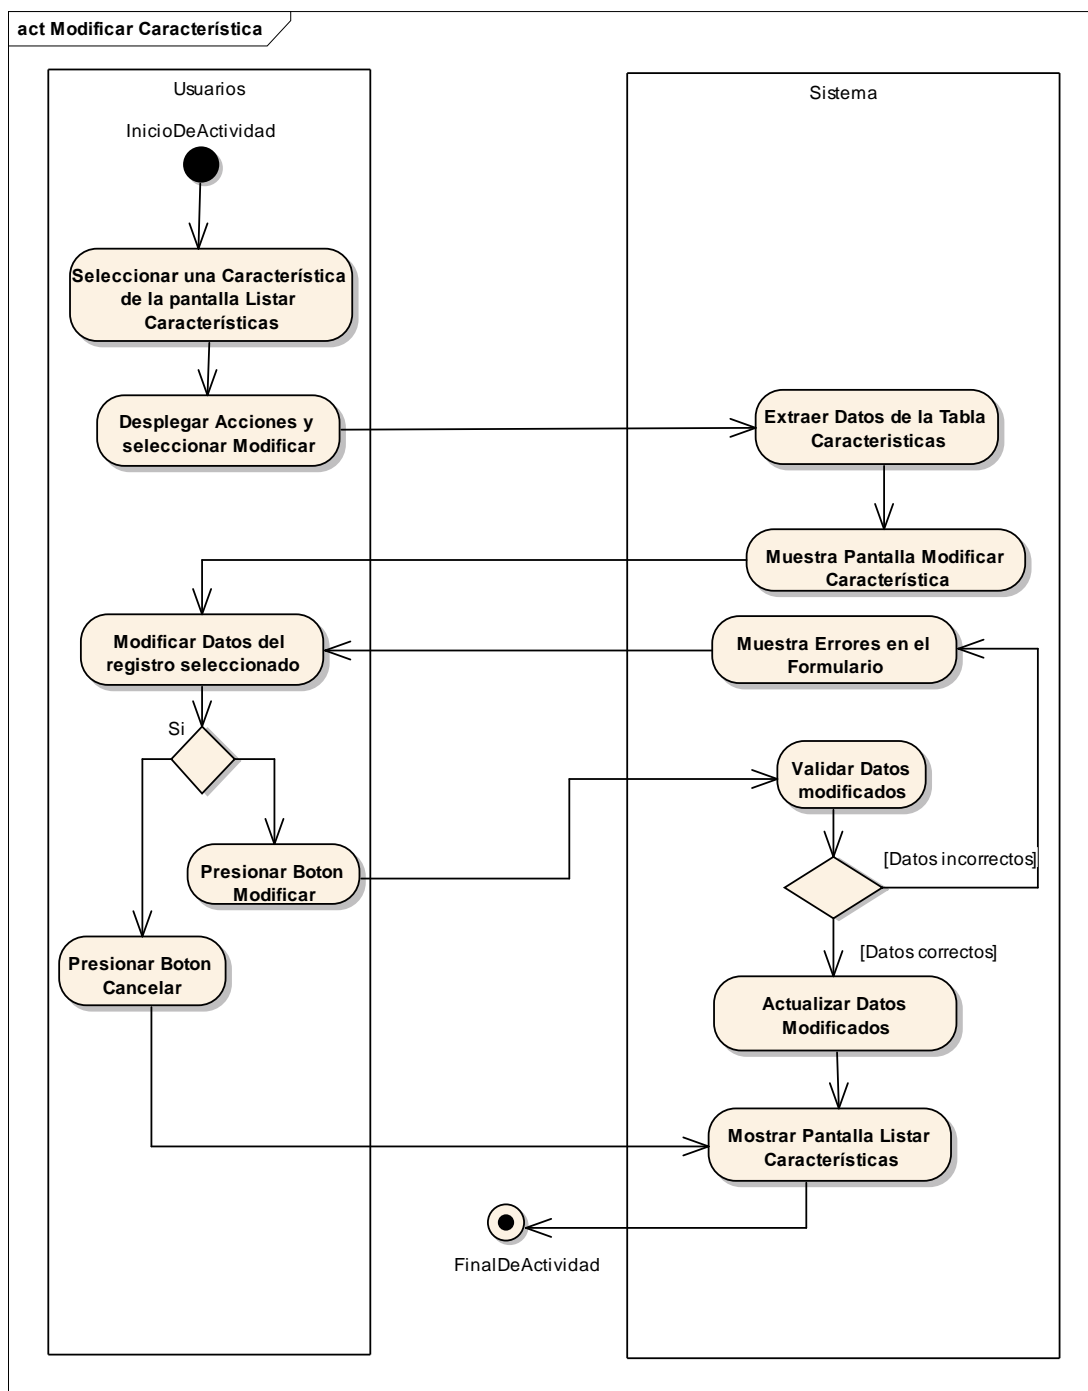 act Modificar Característica
Usuarios
Sistema
InicioDeActividad
Seleccionar una Característica
de la pantalla Listar
Características
Desplegar Acciones y
seleccionar Modificar
Extraer Datos de la Tabla
Caracteristicas
Muestra Pantalla Modificar
Característica
Modificar Datos del
registro seleccionado
Muestra Errores en el
Formulario
Si
Validar Datos
modificados
Presionar Boton
Modificar
[Datos incorrectos]
Presionar Boton
Cancelar
[Datos correctos]
Actualizar Datos
Modificados
Mostrar Pantalla Listar
Características
FinalDeActividad